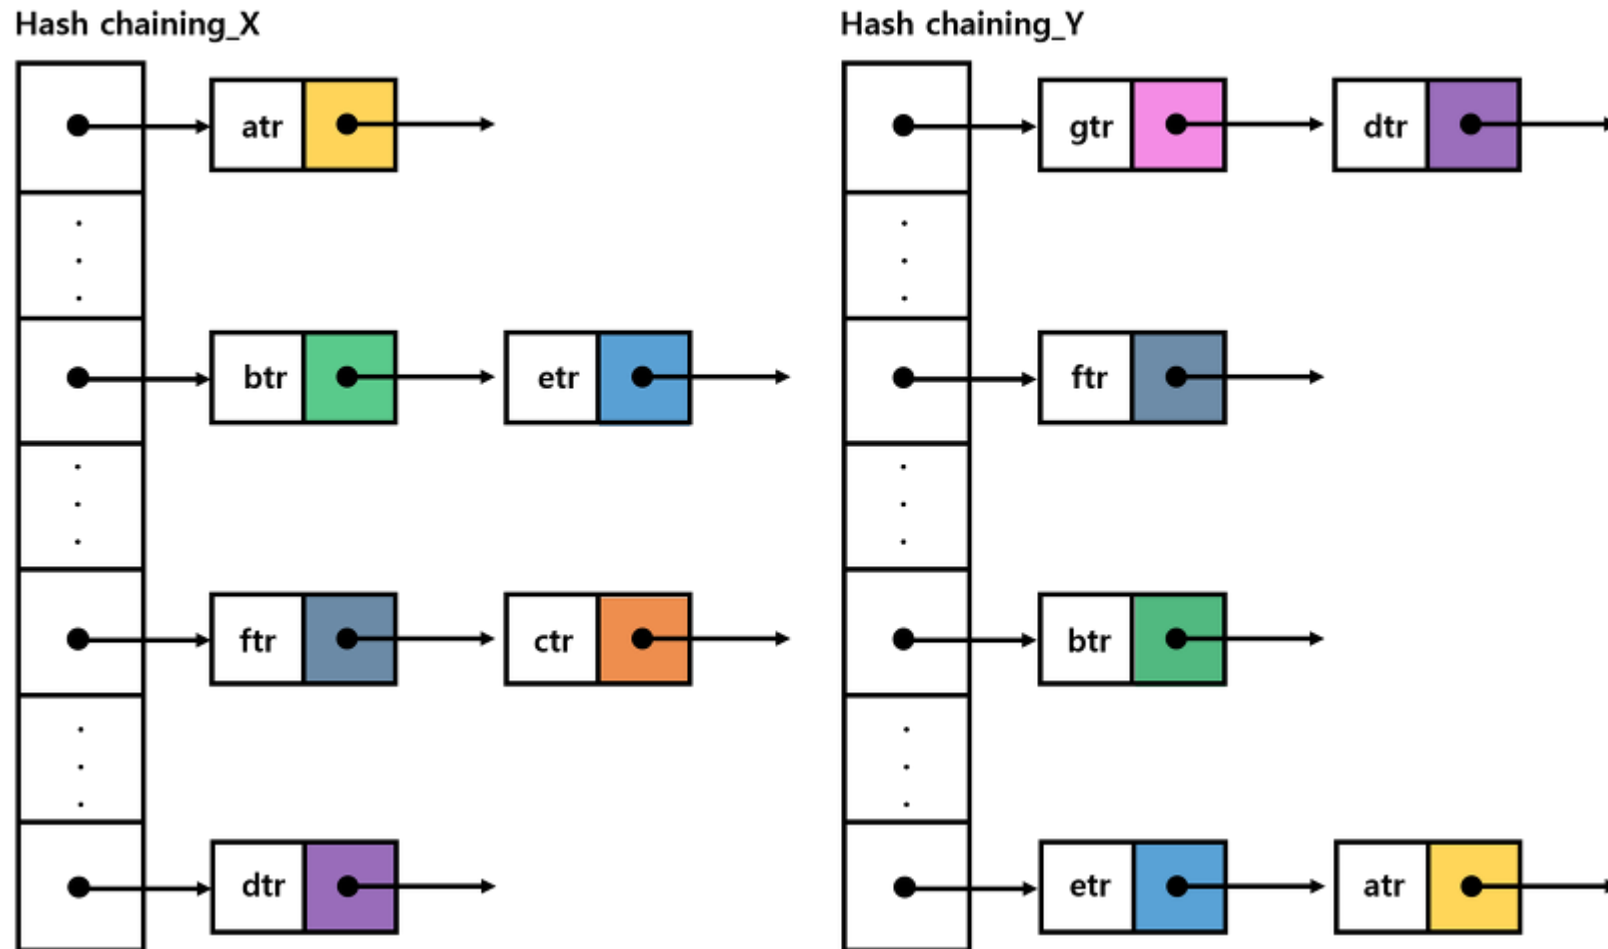 Hash chaining_X
atr
btr
etr
ftr
ctr
dtr
Hash chaining_Y
gtr
dtr
ftr
btr
etr
atr